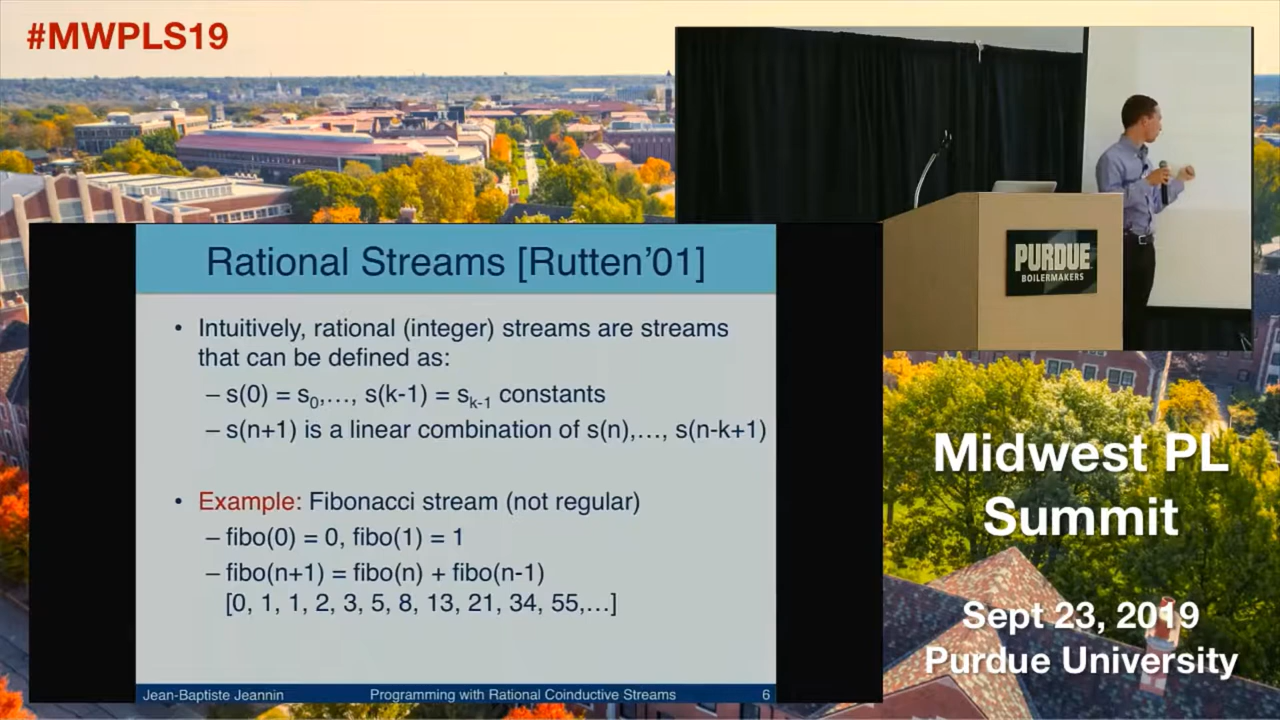 #MWPLS19
PURDUE
BOILERMAKERS
Rational Streams [Rutten'01]
• Intuitively, rational (integer) streams are streams
that can be defined as:
– s(0) = s₀,…, s(k-1) = sₖ₋₁ constants
– s(n+1) is a linear combination of s(n),…, s(n-k+1)
• Example: Fibonacci stream (not regular)
– fibo(0) = 0, fibo(1) = 1
– fibo(n+1) = fibo(n) + fibo(n-1)
[0, 1, 1, 2, 3, 5, 8, 13, 21, 34, 55,…]
Jean-Baptiste Jeannin Programming with Rational Coinductive Streams 6
Midwest PL
Summit
Sept 23, 2019
Purdue University